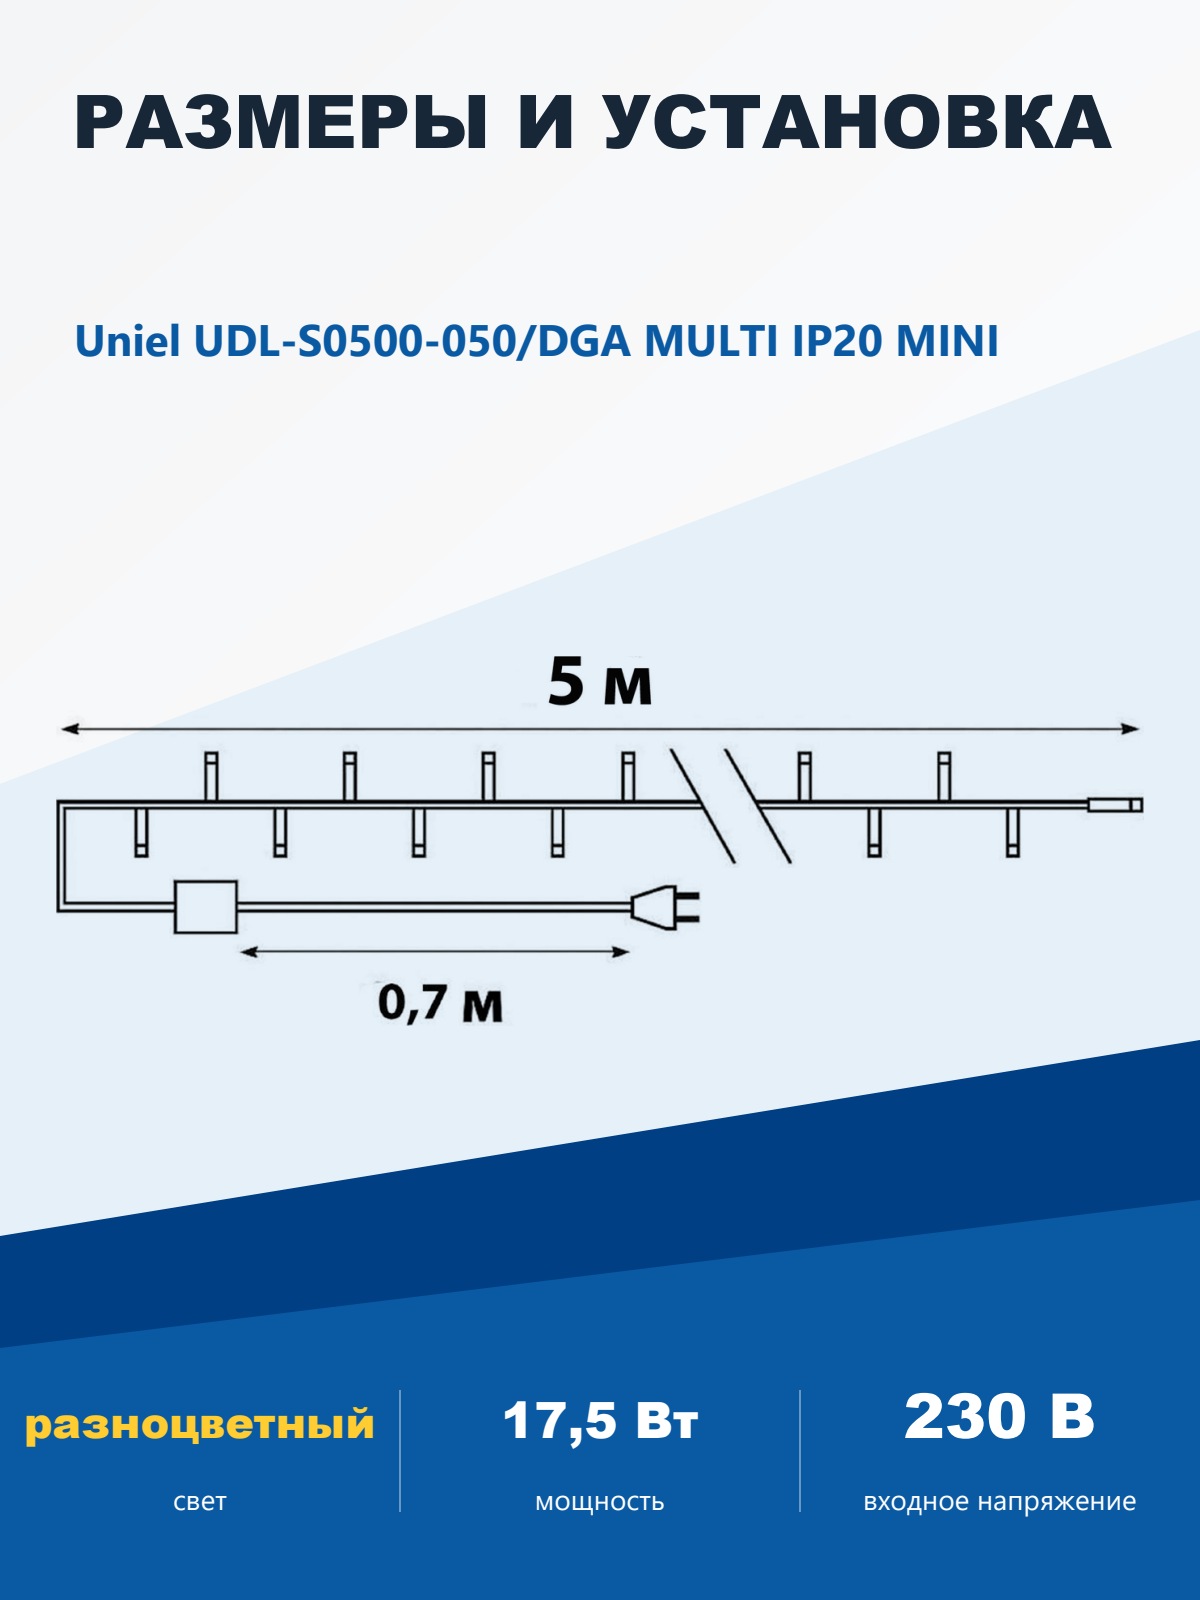 РАЗМЕРЫ И УСТАНОВКА
Uniel UDL-S0500-050/DGA MULTI IP20 MINI
5 м
0,7 м
разноцветный
свет
17,5 Вт
мощность
230 В
входное напряжение